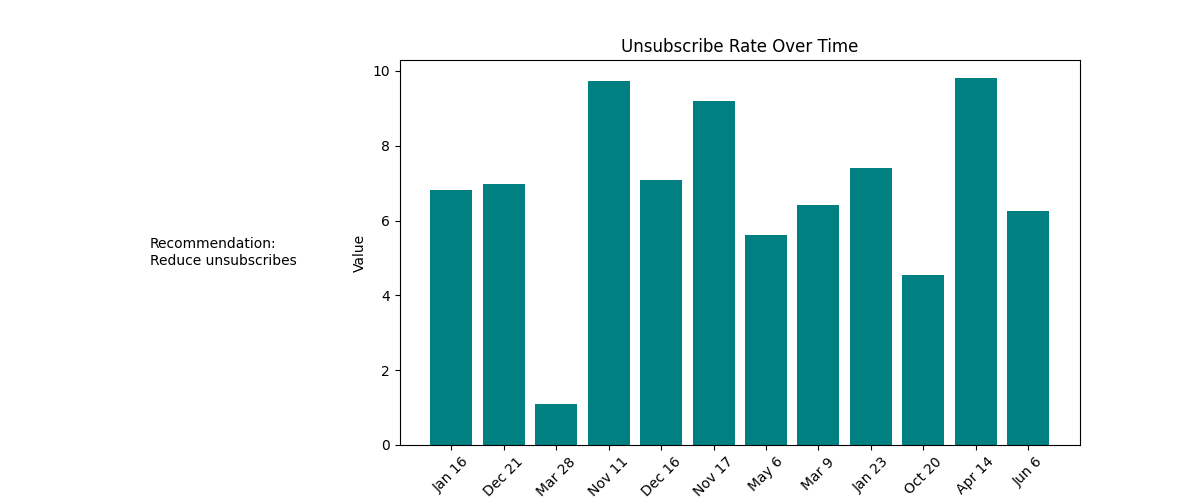 Unsubscribe Rate Over Time
Recommendation:
Reduce unsubscribes
Value
10
8
6
4
2
0
Jan 16
Dec 21
Mar 28
Nov 11
Dec 16
Nov 17
May 6
Mar 9
Jan 23
Oct 20
Apr 14
Jun 6